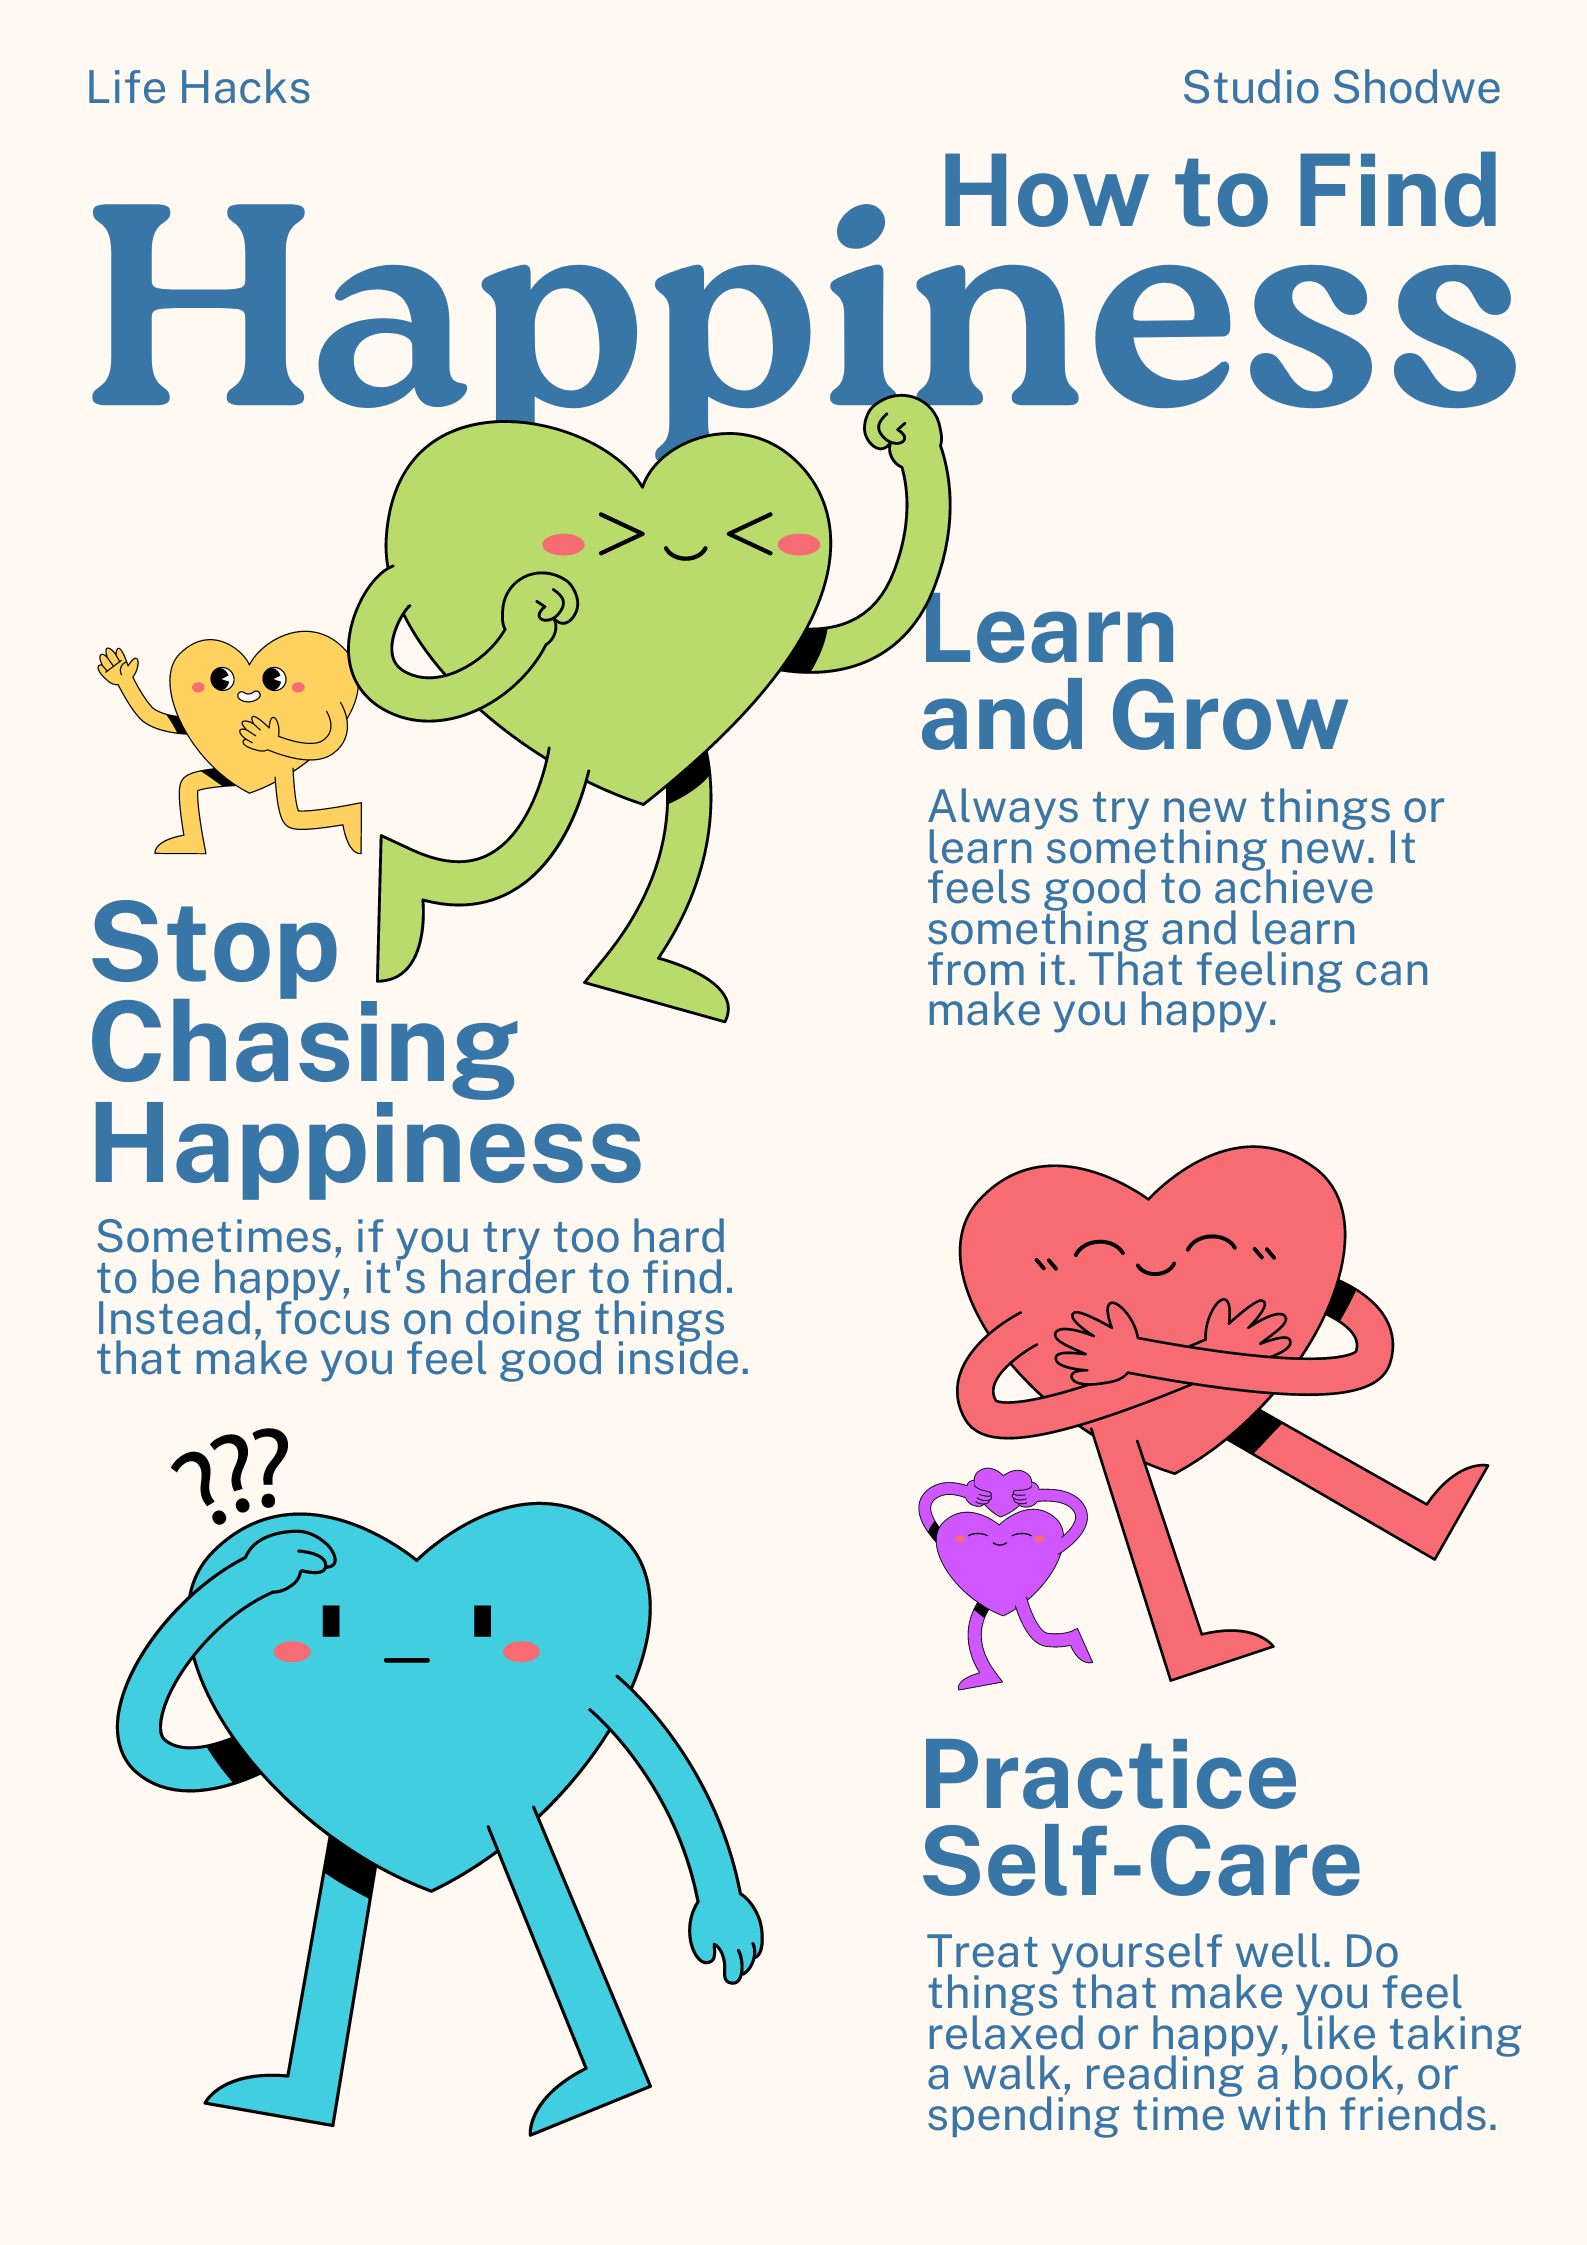 Life Hacks
Studio Shodwe
How to Find
Happiness
Learn
and Grow
Always try new things or
learn something new. It
feels good to achieve
something and learn
from it. That feeling can
make you happy.
Stop
Chasing
Happiness
Sometimes, if you try too hard
to be happy, it's harder to find.
Instead, focus on doing things
that make you feel good inside.
???
Practice
Self-Care
Treat yourself well. Do
things that make you feel
relaxed or happy, like taking
a walk, reading a book, or
spending time with friends.